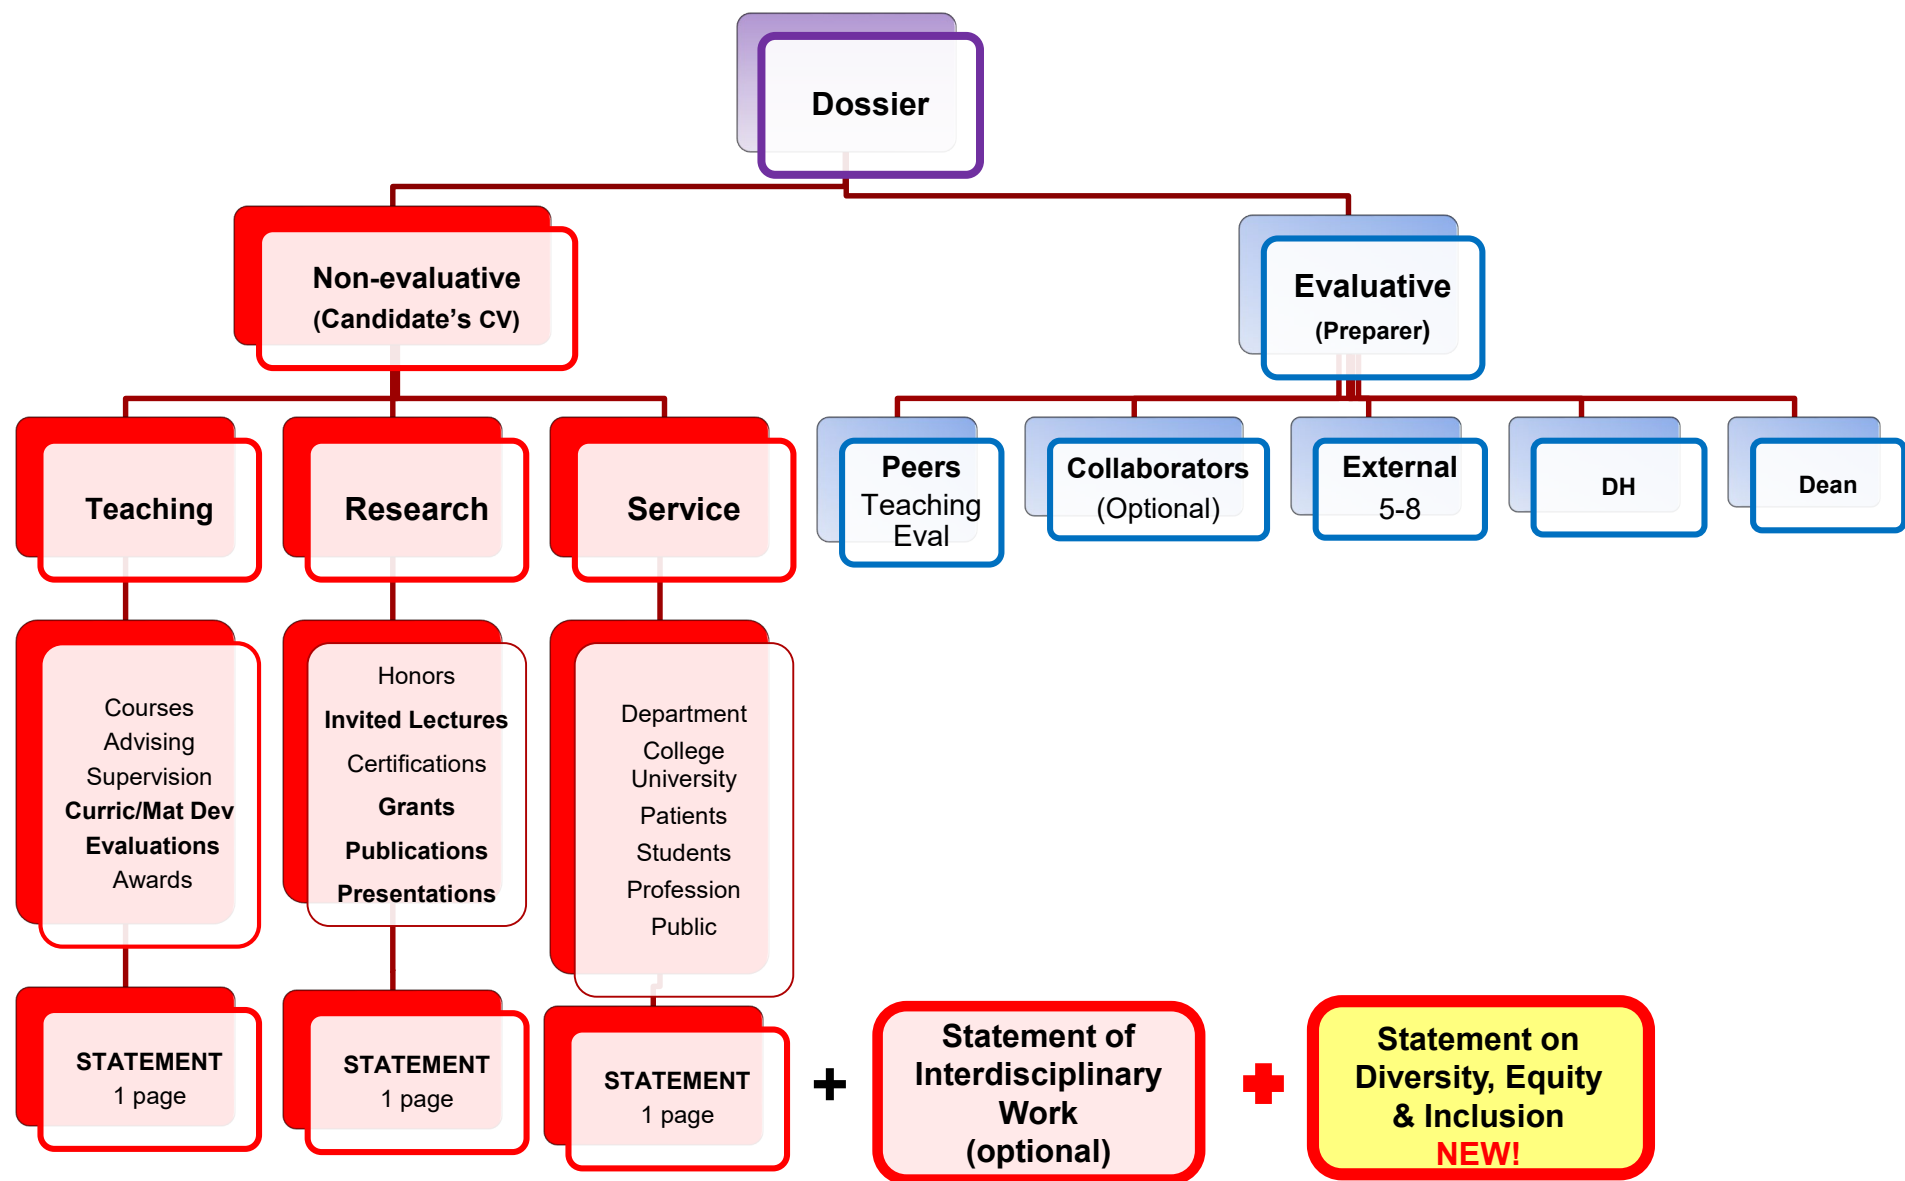 Dossier
Non-evaluative
(Candidate’s CV)
Evaluative
(Preparer)
Teaching
Research
Service
Peers
Teaching
Eval
Collaborators
(Optional)
External
5-8
DH
Dean
Courses
Advising
Supervision
Curric/Mat Dev
Evaluations
Awards
Honors
Invited Lectures
Certifications
Grants
Publications
Presentations
Department
College
University
Patients
Students
Profession
Public
STATEMENT
1 page
STATEMENT
1 page
STATEMENT
1 page
+
Statement of
Interdisciplinary
Work
(optional)
+
Statement on
Diversity, Equity
& Inclusion
NEW!